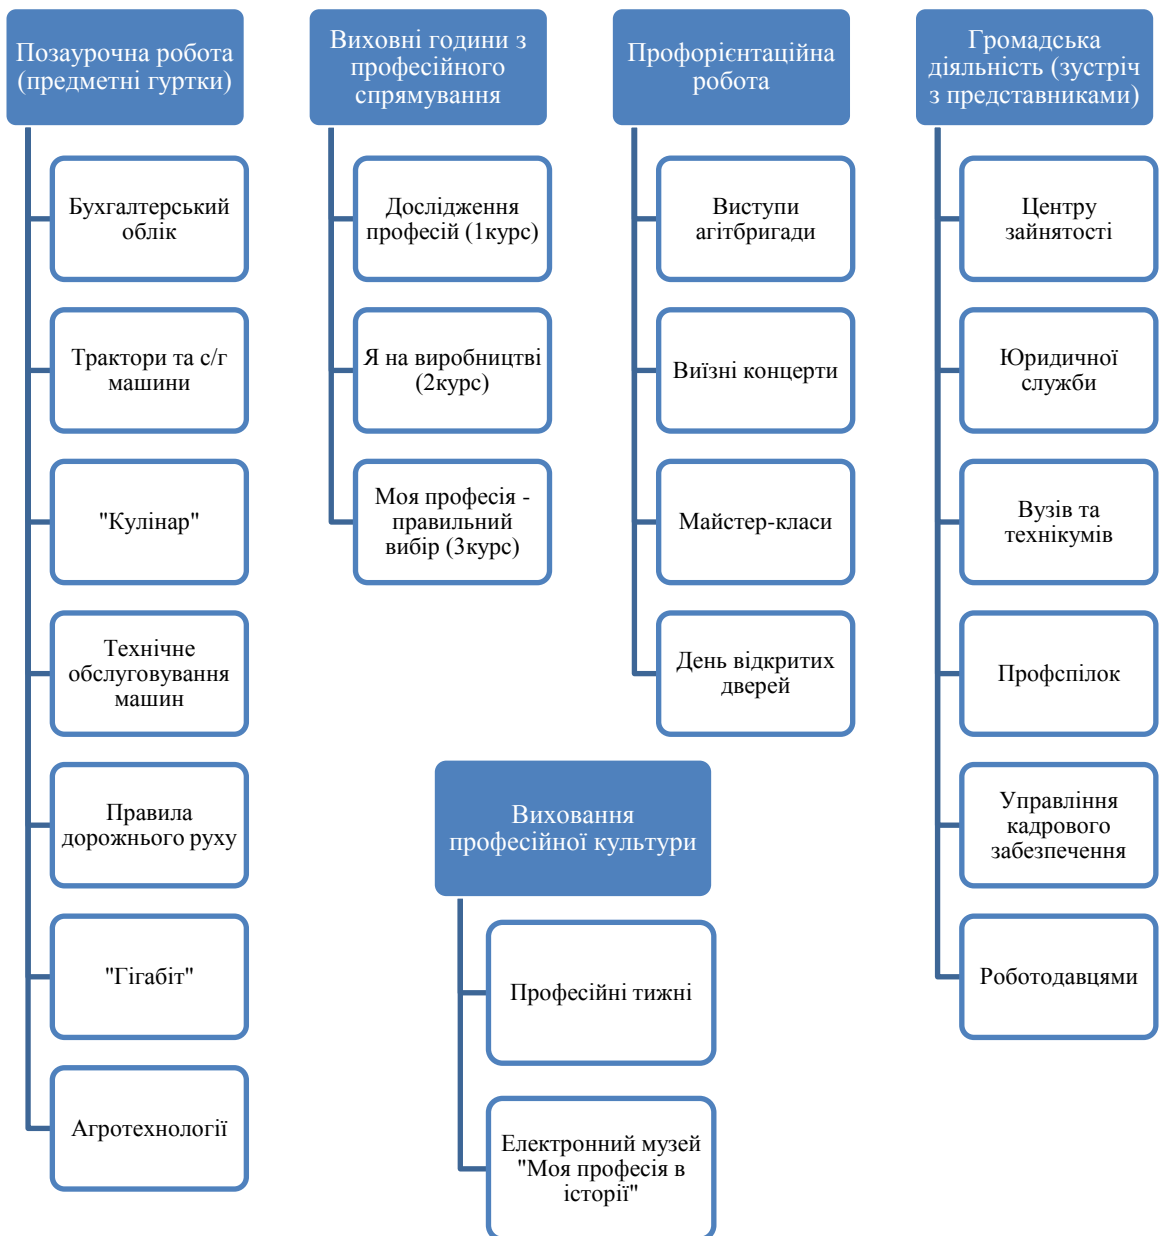 Позаурочна робота
(предметні гуртки)
Бухгалтерський
облік
Трактори та с/г
машини
"Кулінар"
Технічне
обслуговування
машин
Правила
дорожнього руху
"Гігабіт"
Агротехнології
Виховні години з
професійного
спрямування
Дослідження
професій (1курс)
Я на виробництві
(2курс)
Моя професія -
правильний
вибір (3курс)
Профорієнтаційна
робота
Виступи
агітбригади
Виїзні концерти
Майстер-класи
День відкритих
дверей
Громадська
діяльність (зустріч
з представниками)
Центру
зайнятості
Юридичної
служби
Вузів та
технікумів
Профспілок
Управління
кадрового
забезпечення
Роботодавцями
Виховання
професійної культури
Професійні тижні
Електронний музей
"Моя професія в
історії"